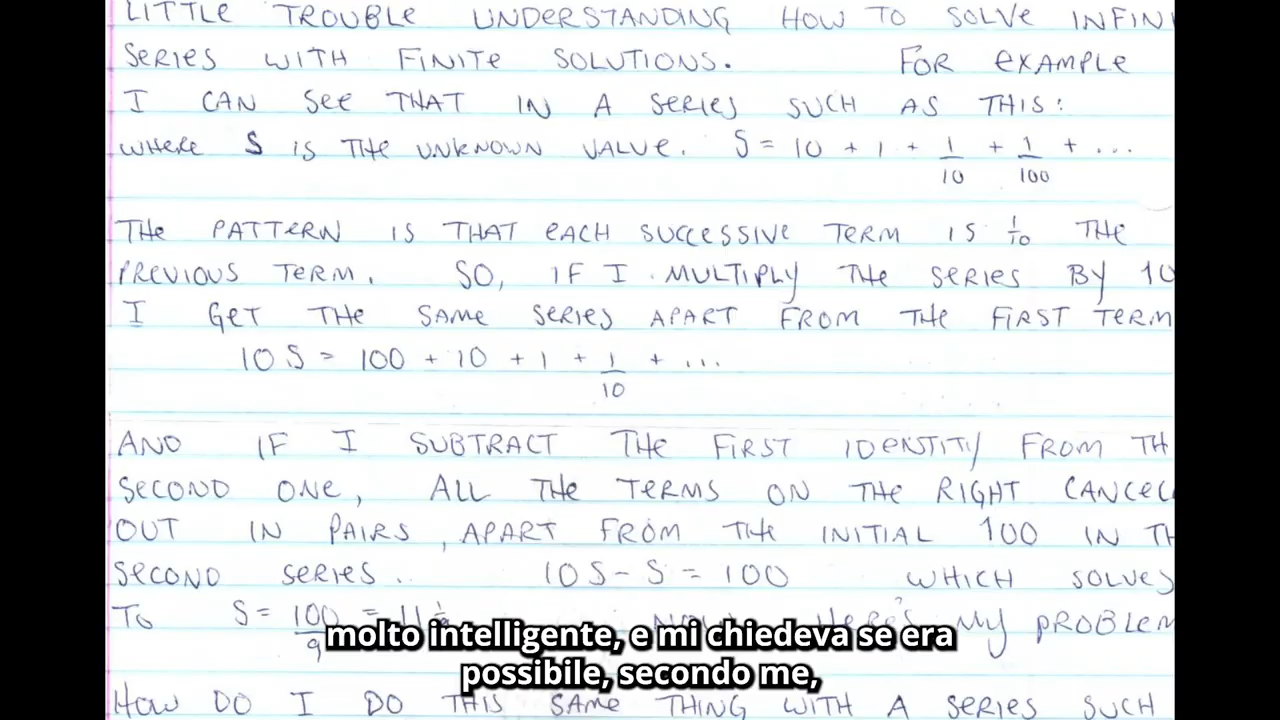 LITTLE TROUBLE UNDERSTANDING HOW TO SOLVE INFIN
SERIES WITH FINITE SOLUTIONS. FOR EXAMPLE
I CAN SEE THAT IN A SERIES SUCH AS THIS:
WHERE S IS THE UNKNOWN VALUE. S = 10 + 1 + 1/10 + 1/100 + ...
THE PATTERN IS THAT EACH SUCCESSIVE TERM IS 1/10 THE
PREVIOUS TERM. SO, IF I MULTIPLY THE SERIES BY 10
I GET THE SAME SERIES APART FROM THE FIRST TERM
10 S = 100 + 10 + 1 + 1/10 + ...
AND IF I SUBTRACT THE FIRST IDENTITY FROM TH
SECOND ONE, ALL THE TERMS ON THE RIGHT CANCEL
OUT IN PAIRS, APART FROM THE INITIAL 100 IN TH
SECOND SERIES. 10S - S = 100 WHICH SOLVES
TO S = 100/9 = HERE'S MY PROBLEM
molto intelligente, e mi chiedeva se era
possibile, secondo me,
HOW DO I DO THIS SAME THING WITH A SERIES SUCH